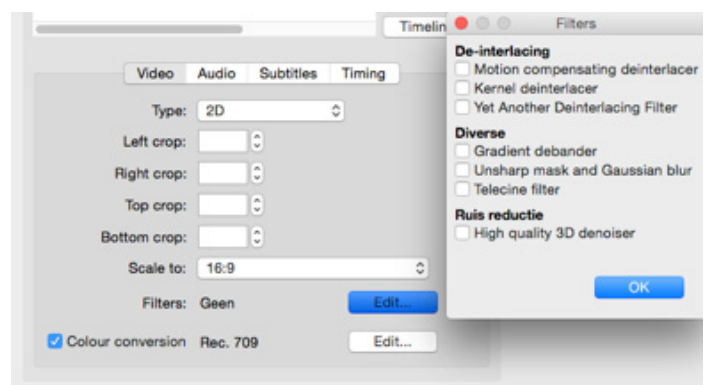 Timelin
Video Audio Subtitles Timing
Type: 2D
Left crop:
Right crop:
Top crop:
Bottom crop:
Scale to: 16:9
Filters: Geen Edit...
Colour conversion Rec. 709 Edit...
Filters
De-interlacing
Motion compensating deinterlacer
Kernel deinterlacer
Yet Another Deinterlacing Filter
Diverse
Gradient debander
Unsharp mask and Gaussian blur
Telecine filter
Ruis reductie
High quality 3D denoiser
OK